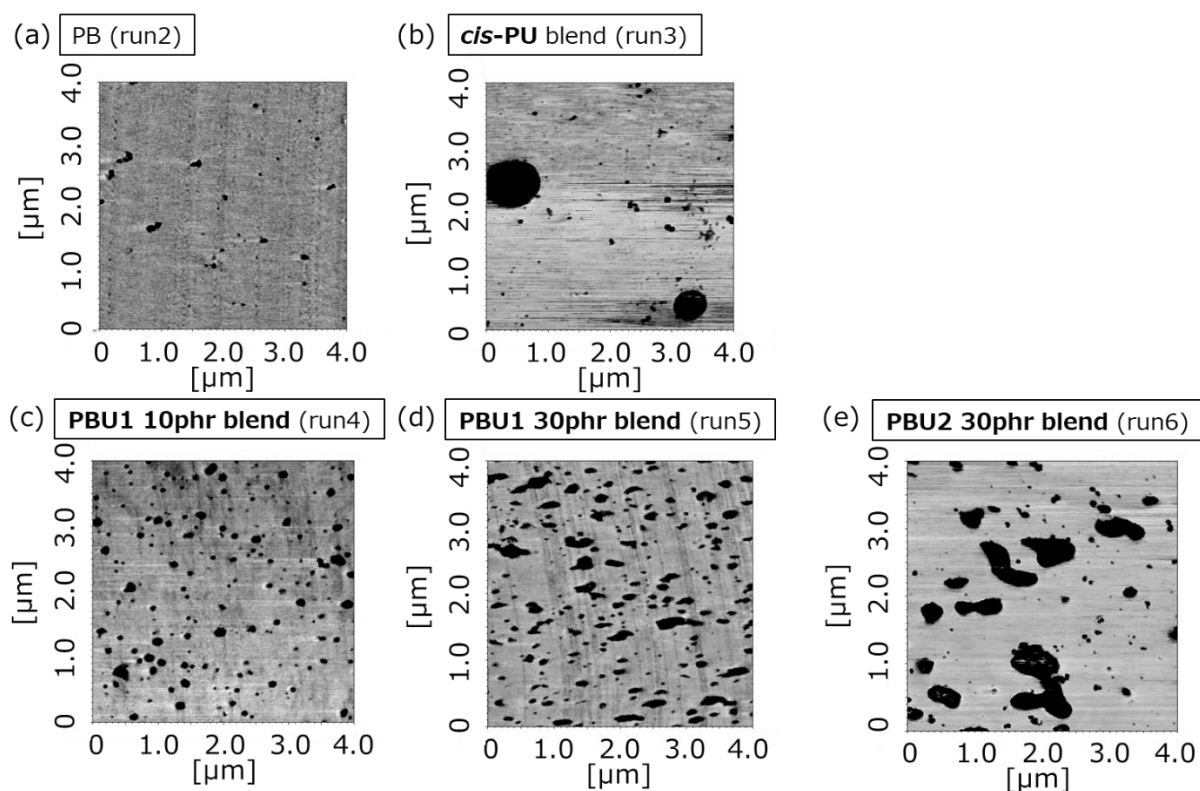 (a) PB (run2)
(b) cis-PU blend (run3)
4.0
3.0
2.0
1.0
0
[µm]
0 1.0 2.0 3.0 4.0
[µm]
4.0
3.0
2.0
1.0
0
[µm]
0 1.0 2.0 3.0 4.0
[µm]
(c) PBU1 10phr blend (run4)
(d) PBU1 30phr blend (run5)
(e) PBU2 30phr blend (run6)
4.0
3.0
2.0
1.0
0
[µm]
0 1.0 2.0 3.0 4.0
[µm]
4.0
3.0
2.0
1.0
0
[µm]
0 1.0 2.0 3.0 4.0
[µm]
4.0
3.0
2.0
1.0
0
[µm]
0 1.0 2.0 3.0 4.0
[µm]